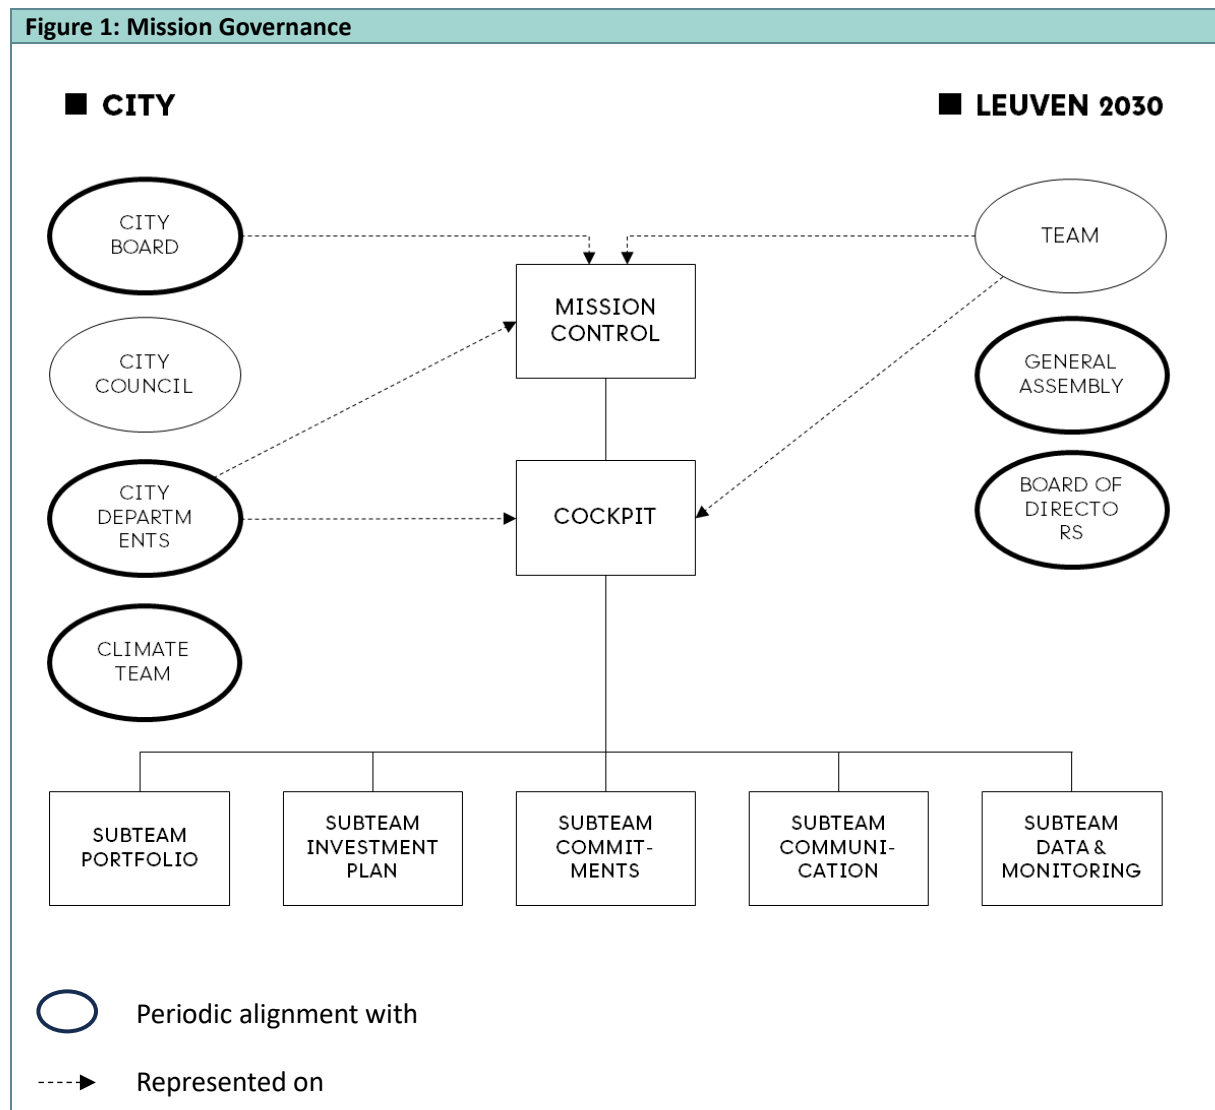 Figure 1: Mission Governance
CITY
LEUVEN 2030
CITY
BOARD
TEAM
MISSION
CONTROL
CITY
COUNCIL
GENERAL
ASSEMBLY
CITY
DEPARTM
ENTS
COCKPIT
BOARD OF
DIRECTO
RS
CLIMATE
TEAM
SUBTEAM
PORTFOLIO
SUBTEAM
INVESTMENT
PLAN
SUBTEAM
COMMIT-
MENTS
SUBTEAM
COMMUNI-
CATION
SUBTEAM
DATA &
MONITORING
Periodic alignment with
Represented on